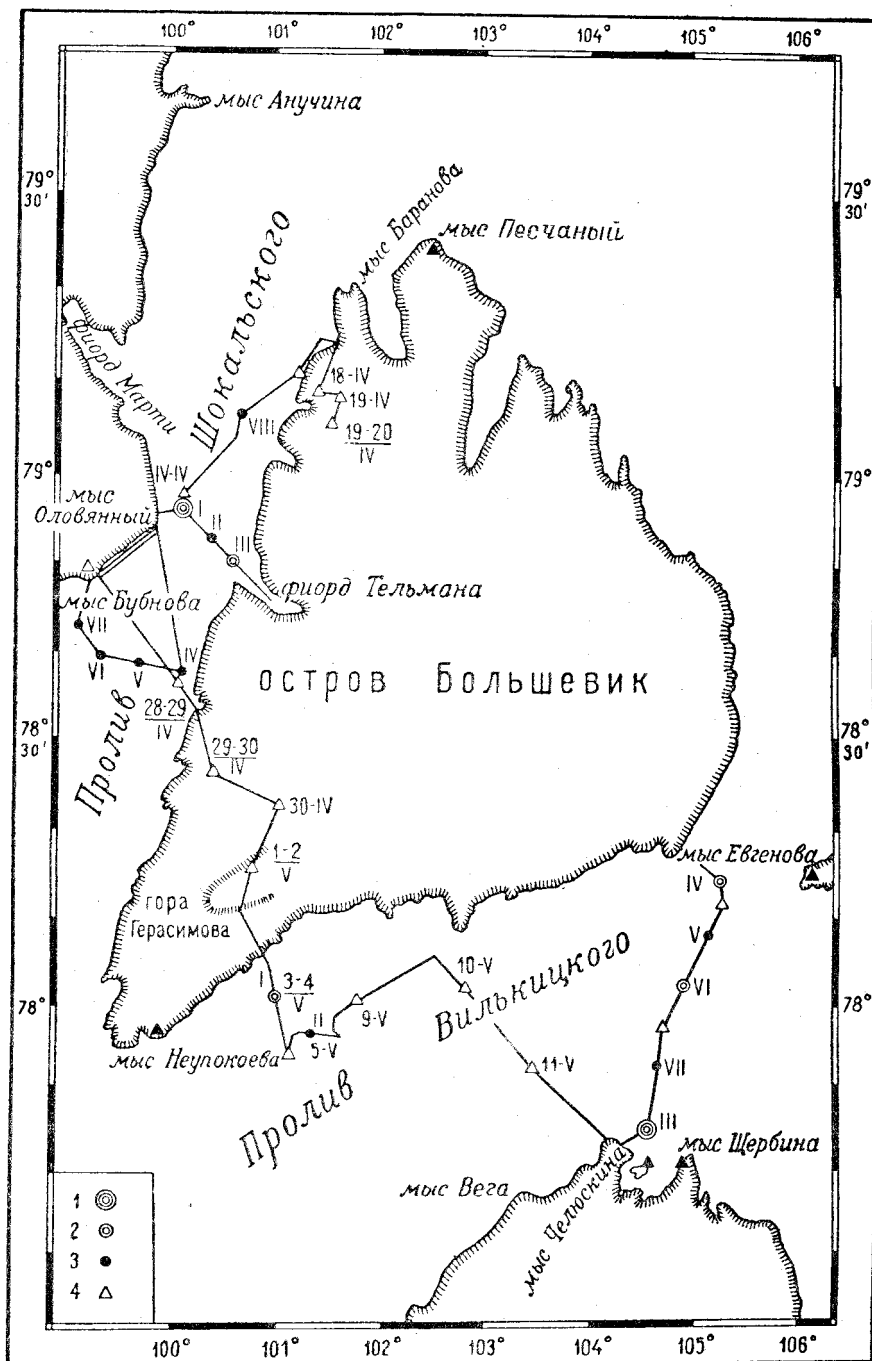 100° 101° 102° 103° 104° 105° 106°
мыс Анучина
79° 30'
79° 30'
мыс Баранова
мыс Песчаный
Шокальского
фиорд Марти
18-IV
19-IV
19-20
IV
VIII
IV-IV
79°
79°
мыс
Оловянный
I
II
III
фиорд Тельмана
мыс Бубнова
VII
VI
V
IV
остров Большевик
28-29
IV
Пролив
78° 30'
78° 30'
29-30
IV
30-IV
1-2
V
мыс Евгенова
IV
гора
Герасимова
V
Вилькицкого
10-V
VI
I
3-4
V
9-V
78°
78°
II
5-V
мыс Неупокоева
11-V
VII
Пролив
III
мыс Щербина
мыс Вега
мыс Челюскина
1
2
3
4
100° 101° 102° 103° 104° 105° 106°